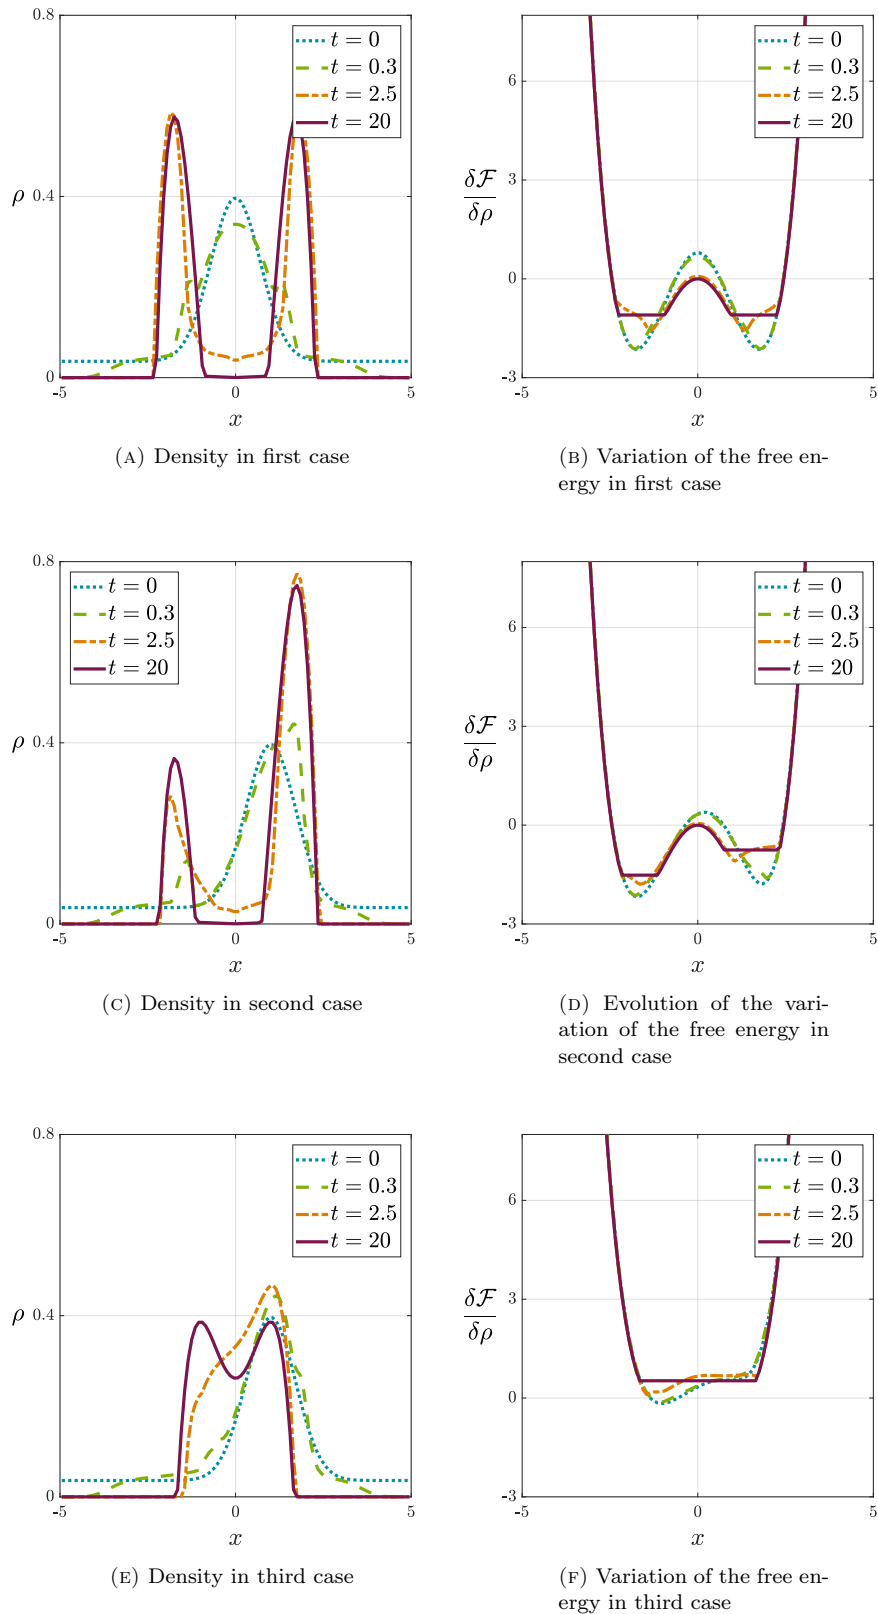 0.8
t = 0
t = 0.3
t = 2.5
t = 20
ρ
0.4
0
-5
0
5
x
(A) Density in first case
6
3
0
-3
δF
δρ
t = 0
t = 0.3
t = 2.5
t = 20
-5
0
5
x
(B) Variation of the free en-
ergy in first case
0.8
t = 0
t = 0.3
t = 2.5
t = 20
ρ
0.4
0
-5
0
5
x
(C) Density in second case
6
3
0
-3
δF
δρ
t = 0
t = 0.3
t = 2.5
t = 20
-5
0
5
x
(D) Evolution of the vari-
ation of the free energy in
second case
0.8
t = 0
t = 0.3
t = 2.5
t = 20
ρ
0.4
0
-5
0
5
x
(E) Density in third case
6
3
0
-3
δF
δρ
t = 0
t = 0.3
t = 2.5
t = 20
-5
0
5
x
(F) Variation of the free en-
ergy in third case